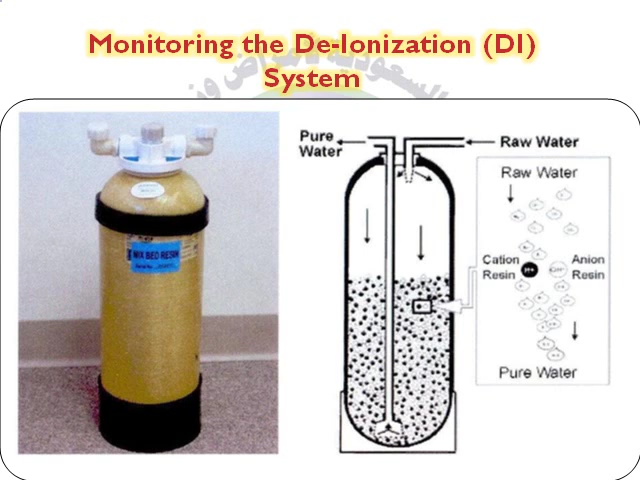 Monitoring the De-Ionization (DI)
System
Pure
Water
Raw Water
Raw Water
Cation
Resin
H+
Anion
Resin
Pure Water
MIX BED RESIN